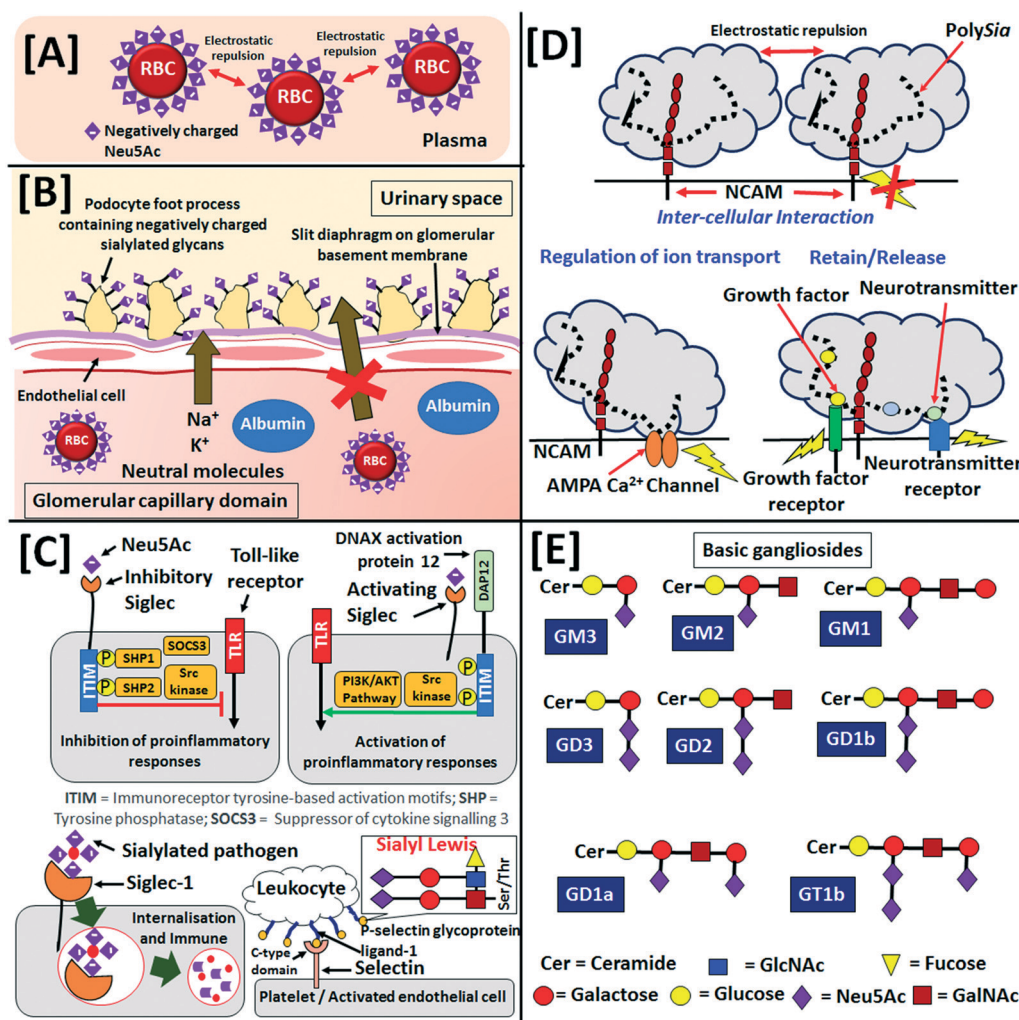 [A]
Electrostatic
repulsion
Electrostatic
repulsion
RBC
RBC
RBC
Negatively charged
Neu5Ac
Plasma
[B]
Urinary space
Podocyte foot process
containing negatively charged
sialylated glycans
Slit diaphragm on glomerular
basement membrane
Endothelial cell
RBC
Na+
K+
Albumin
Albumin
RBC
Neutral molecules
Glomerular capillary domain
[C]
Neu5Ac
Inhibitory
Siglec
Toll-like
receptor
ITIM
P
SHP1
SOCS3
P
SHP2
Src
kinase
TLR
Inhibition of proinflammatory
responses
DNAX activation
protein 12
DAP12
Activating
Siglec
TLR
PI3K/AKT
Pathway
Src
kinase
P
P
ITIM
Activation of
proinflammatory responses
ITIM = Immunoreceptor tyrosine-based activation motifs; SHP =
Tyrosine phosphatase; SOCS3 = Suppressor of cytokine signalling 3
Sialylated pathogen
Siglec-1
Internalisation
and Immune
Leukocyte
Sialyl Lewis
Ser/Thr
P-selectin glycoprotein
ligand-1
C-type
domain
Selectin
Platelet / Activated endothelial cell
[D]
Electrostatic repulsion
PolySia
NCAM
Inter-cellular Interaction
Regulation of ion transport
NCAM
AMPA Ca2+ Channel
Retain/Release
Growth factor
Neurotransmitter
Growth factor
receptor
Neurotransmitter
receptor
[E]
Basic gangliosides
Cer
GM3
Cer
GM2
Cer
GM1
Cer
GD3
Cer
GD2
Cer
GD1b
Cer
GD1a
Cer
GT1b
Cer = Ceramide
= GlcNAc
= Fucose
= Galactose
= Glucose
= Neu5Ac
= GalNAc